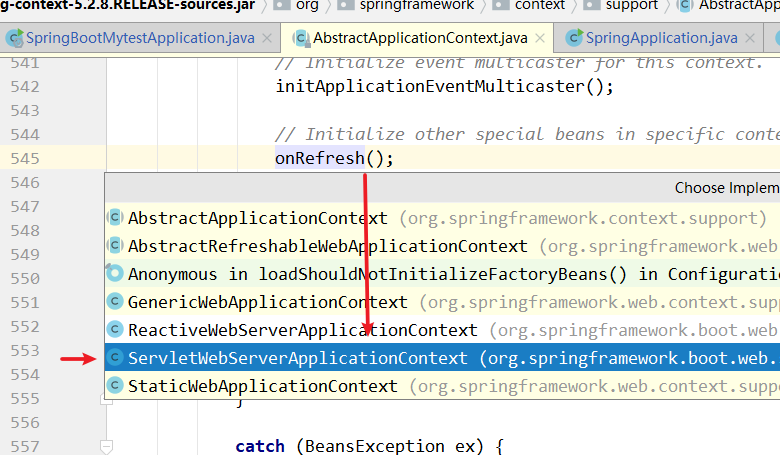 g-context-5.2.8.RELEASE-sources.jar org springframework context support AbstractApp
SpringBootMytestApplication.java AbstractApplicationContext.java SpringApplication.java
541 // Initialize event multicaster for this context.
542 initApplicationEventMulticaster();
543
544 // Initialize other special beans in specific conte
545 onRefresh();
546 Choose Implem
547 AbstractApplicationContext (org.springframework.context.support)
548 AbstractRefreshableWebApplicationContext (org.springframework.web
549
550 Anonymous in loadShouldNotInitializeFactoryBeans() in Configuratio
551 GenericWebApplicationContext (org.springframework.web.context.supp
552 ReactiveWebServerApplicationContext (org.springframework.boot.web.
553 ServletWebServerApplicationContext (org.springframework.boot.web.
554 StaticWebApplicationContext (org.springframework.web.context.suppo
555 }
556
557 catch (BeansException ex) {